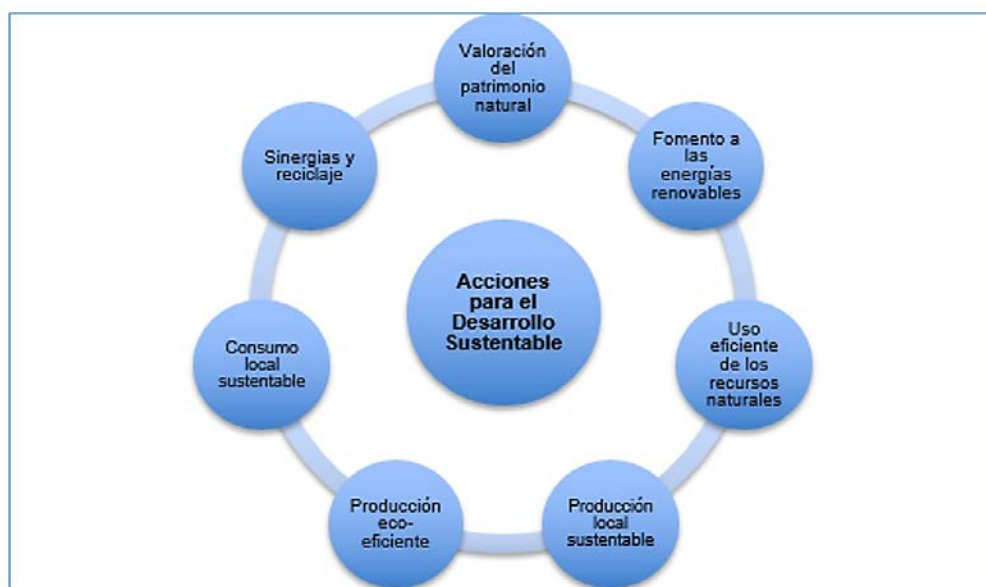 Valoración
del
patrimonio
natural
Fomento a
las
energías
renovables
Uso
eficiente
de los
recursos
naturales
Producción
local
sustentable
Producción
eco-
eficiente
Consumo
local
sustentable
Sinergias y
reciclaje
Acciones
para el
Desarrollo
Sustentable